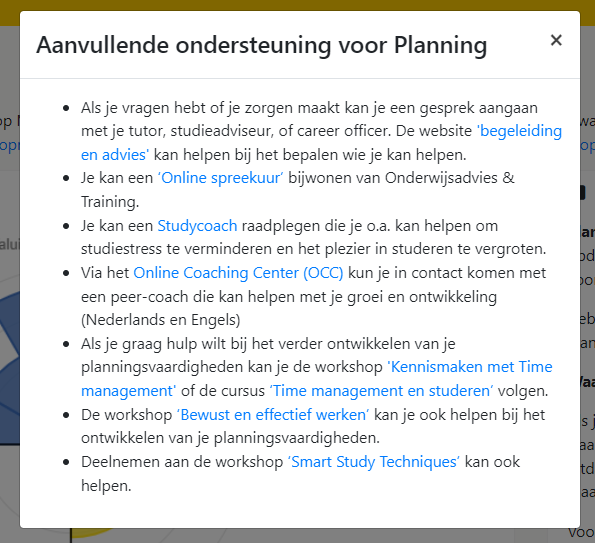 Aanvullende ondersteuning voor Planning ×
Als je vragen hebt of je zorgen maakt kan je een gesprek aangaan
met je tutor, studieadviseur, of career officer. De website 'begeleiding
en advies' kan helpen bij het bepalen wie je kan helpen.
Je kan een 'Online spreekuur' bijwonen van Onderwijsadvies &
Training.
Je kan een Studycoach raadplegen die je o.a. kan helpen om
studiestress te verminderen en het plezier in studeren te vergroten.
Via het Online Coaching Center (OCC) kun je in contact komen met
een peer-coach die kan helpen met je groei en ontwikkeling
(Nederlands en Engels)
Als je graag hulp wilt bij het verder ontwikkelen van je
planningsvaardigheden kan je de workshop 'Kennismaken met Time
management' of de cursus 'Time management en studeren' volgen.
De workshop 'Bewust en effectief werken' kan je ook helpen bij het
ontwikkelen van je planningsvaardigheden.
Deelnemen aan de workshop 'Smart Study Techniques' kan ook
helpen.